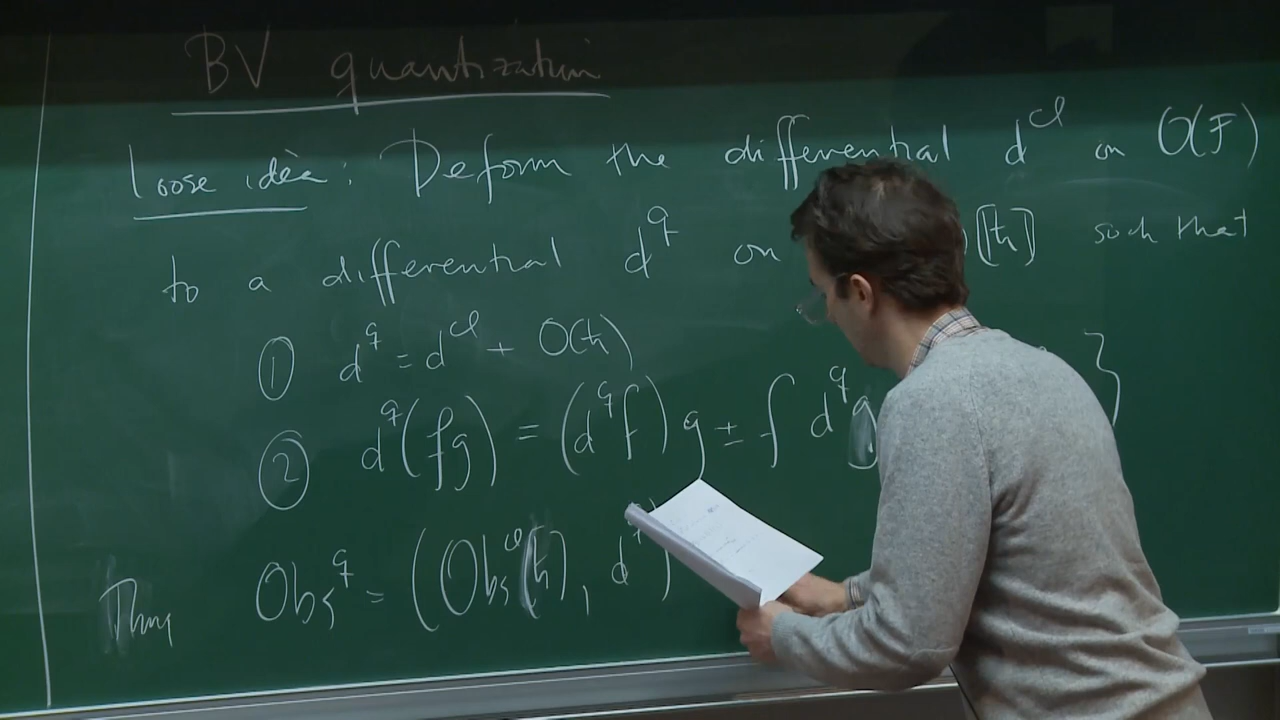 BV quantization
Loose idea: Deform the differential d^cl on O(F)
to a differential d^q on )[[ħ]] such that
① d^q = d^cl + O(ħ)
② d^q(fg) = (d^q f) g ± f d^q g }
Thus Obs^q = (Obs^cl[ħ], d^q)